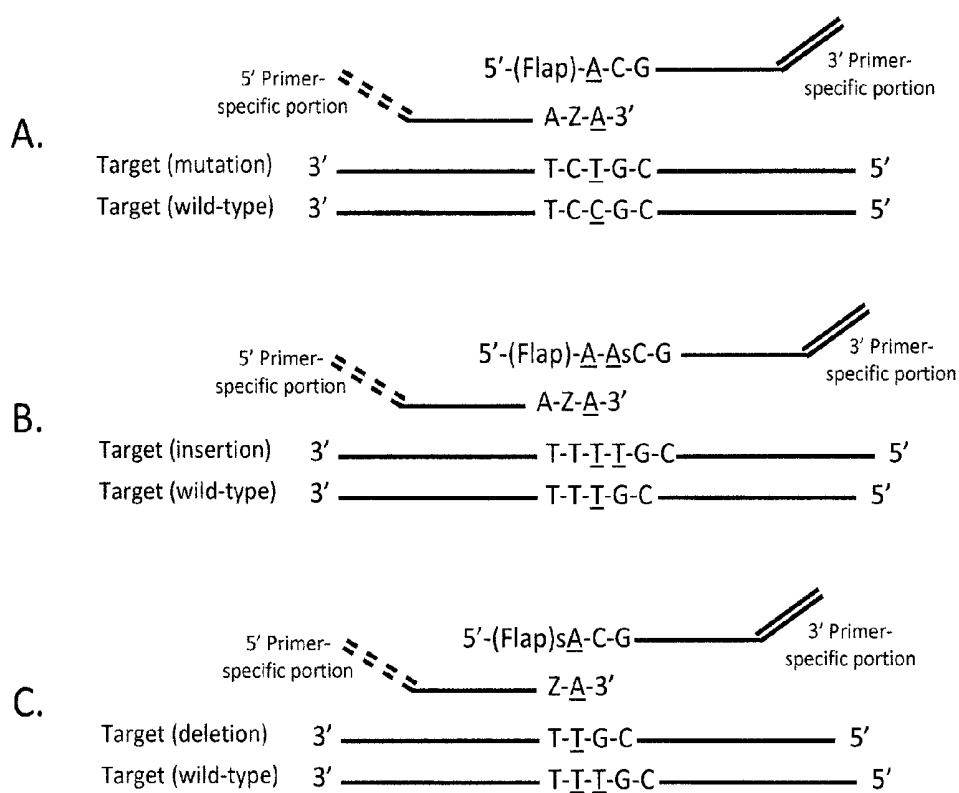 A.
5' Primer-
specific portion
5'-(Flap)-A-C-G
3' Primer-
specific portion
A-Z-A-3'
Target (mutation) 3' T-C-T-G-C 5'
Target (wild-type) 3' T-C-C-G-C 5'
B.
5' Primer-
specific portion
5'-(Flap)-A-AsC-G
3' Primer-
specific portion
A-Z-A-3'
Target (insertion) 3' T-T-T-T-G-C 5'
Target (wild-type) 3' T-T-T-G-C 5'
C.
5' Primer-
specific portion
5'-(Flap)sA-C-G
3' Primer-
specific portion
Z-A-3'
Target (deletion) 3' T-T-G-C 5'
Target (wild-type) 3' T-T-T-G-C 5'